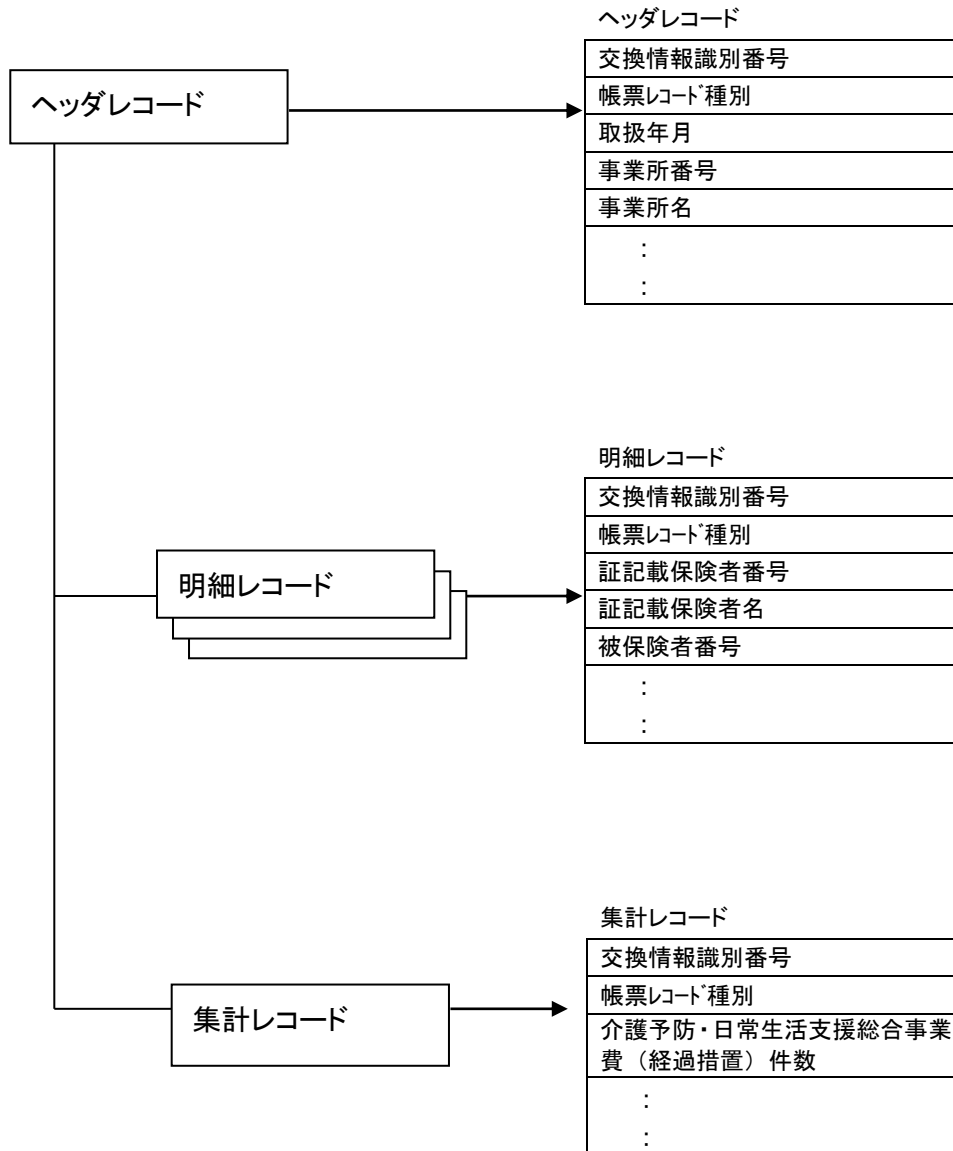 ヘッダレコード
ヘッダレコード
交換情報識別番号
帳票ﾚｺｰﾄﾞ種別
取扱年月
事業所番号
事業所名
：
：
明細レコード
明細レコード
交換情報識別番号
帳票ﾚｺｰﾄﾞ種別
証記載保険者番号
証記載保険者名
被保険者番号
：
：
集計レコード
集計レコード
交換情報識別番号
帳票ﾚｺｰﾄﾞ種別
介護予防・日常生活支援総合事業
費（経過措置）件数
：
：